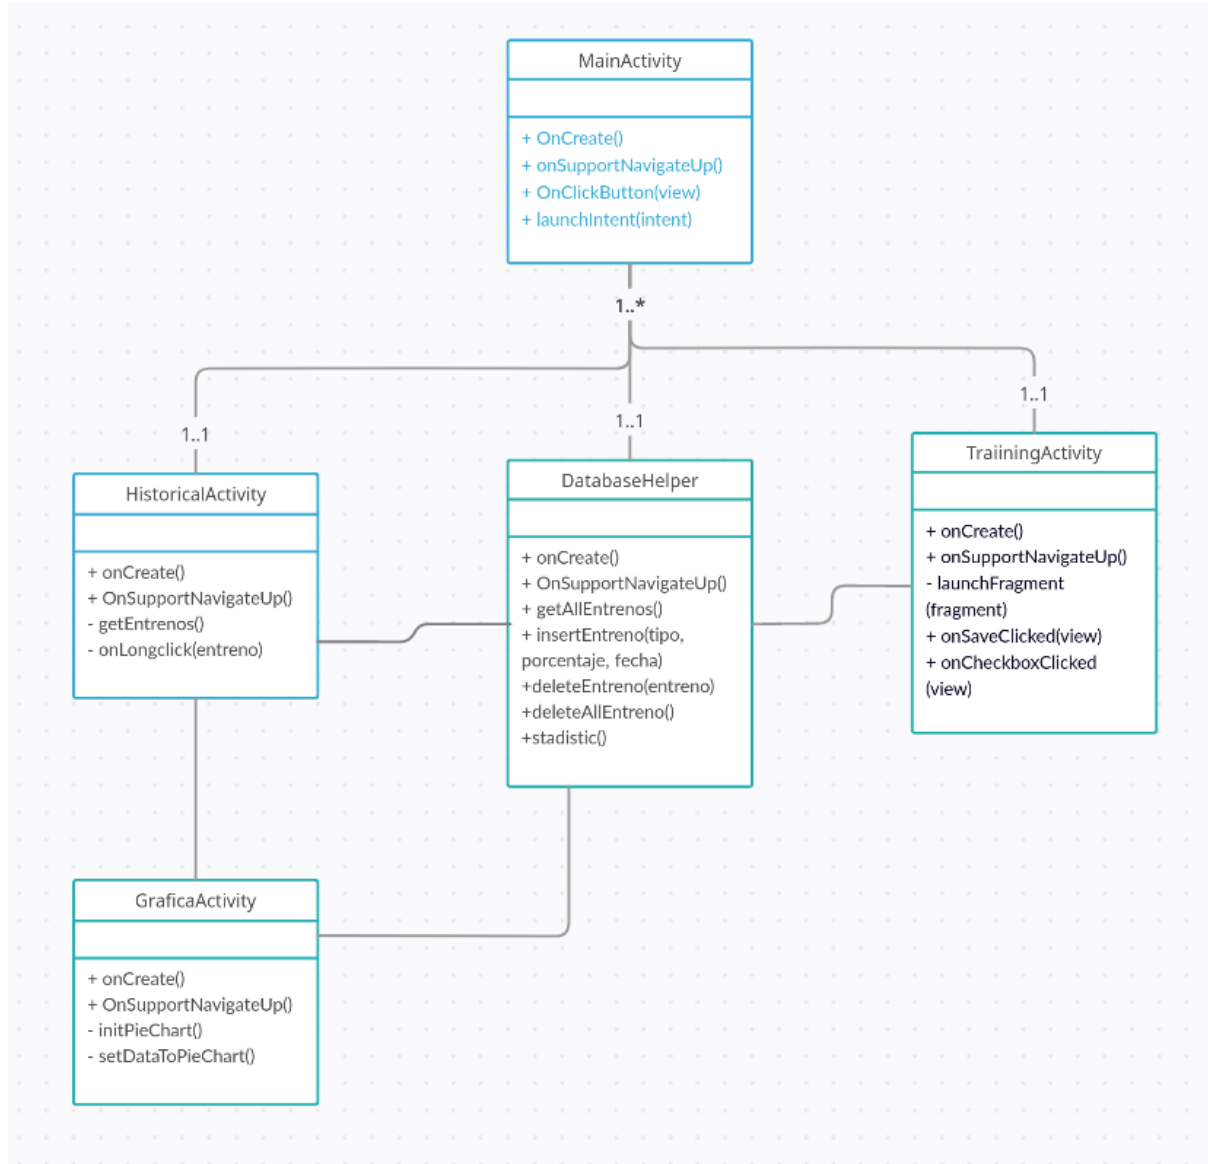 MainActivity
+ OnCreate()
+ onSupportNavigateUp()
+ OnClickButton(view)
+ launchIntent(intent)
1..*
1..1
1..1
1..1
HistoricalActivity
+ onCreate()
+ OnSupportNavigateUp()
- getEntrenos()
- onLongclick(entreno)
DatabaseHelper
+ onCreate()
+ OnSupportNavigateUp()
+ getAllEntrenos()
+ insertEntreno(tipo,
porcentaje, fecha)
+deleteEntreno(entreno)
+deleteAllEntreno()
+stadistic()
TraiiningActivity
+ onCreate()
+ onSupportNavigateUp()
- launchFragment
(fragment)
+ onSaveClicked(view)
+ onCheckboxClicked
(view)
GraficaActivity
+ onCreate()
+ OnSupportNavigateUp()
- initPieChart()
- setDataToPieChart()